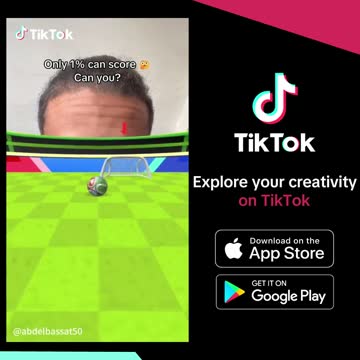 TikTok
Only 1% can score 🤔
Can you?
@abdelbassat50
TikTok
Explore your creativity
on TikTok
Download on the
App Store
GET IT ON
Google Play